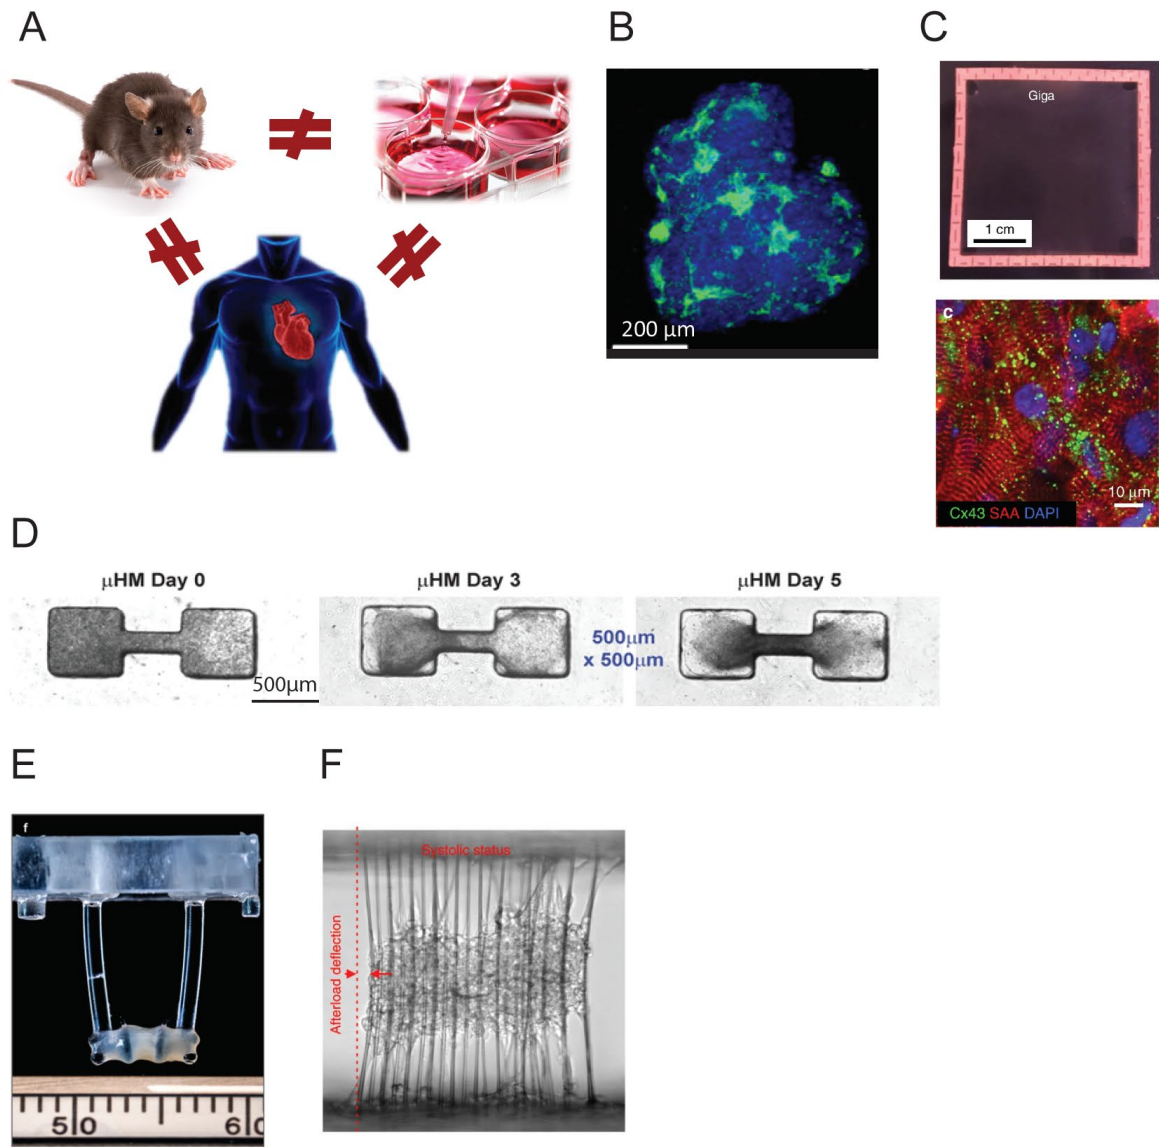 A
B
C
Giga
1 cm
200 μm
c
10 μm
Cx43 SAA DAPI
D
μHM Day 0
μHM Day 3
μHM Day 5
500μm
x 500μm
500μm
E
F
f
Systolic status
Afterload deflection
50
60